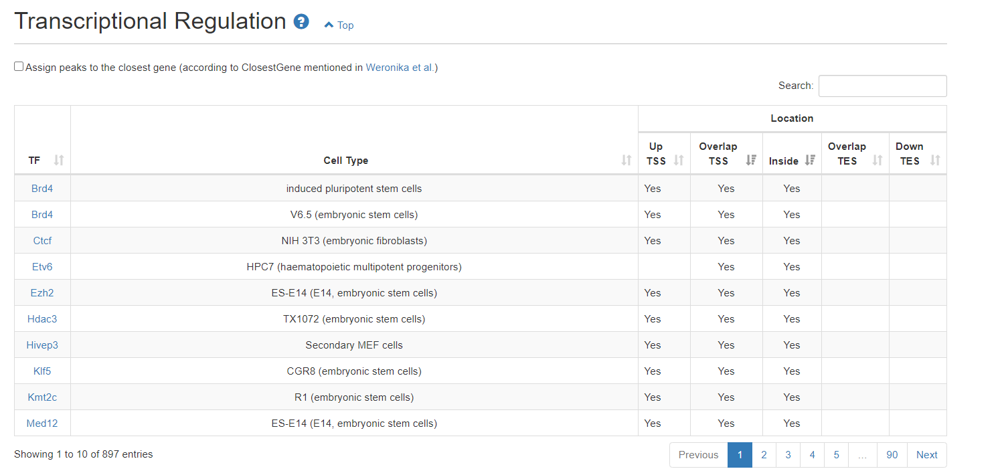 Transcriptional Regulation ? Top
Assign peaks to the closest gene (according to ClosestGene mentioned in Weronika et al.)
Search:
Location
TF Cell Type Up TSS Overlap TSS Inside Overlap TES Down TES
Brd4 induced pluripotent stem cells Yes Yes Yes
Brd4 V6.5 (embryonic stem cells) Yes Yes Yes
Ctcf NIH 3T3 (embryonic fibroblasts) Yes Yes Yes
Etv6 HPC7 (haematopoietic multipotent progenitors) Yes Yes
Ezh2 ES-E14 (E14, embryonic stem cells) Yes Yes Yes
Hdac3 TX1072 (embryonic stem cells) Yes Yes Yes
Hivep3 Secondary MEF cells Yes Yes Yes
Klf5 CGR8 (embryonic stem cells) Yes Yes Yes
Kmt2c R1 (embryonic stem cells) Yes Yes Yes
Med12 ES-E14 (E14, embryonic stem cells) Yes Yes Yes
Showing 1 to 10 of 897 entries Previous 1 2 3 4 5 … 90 Next